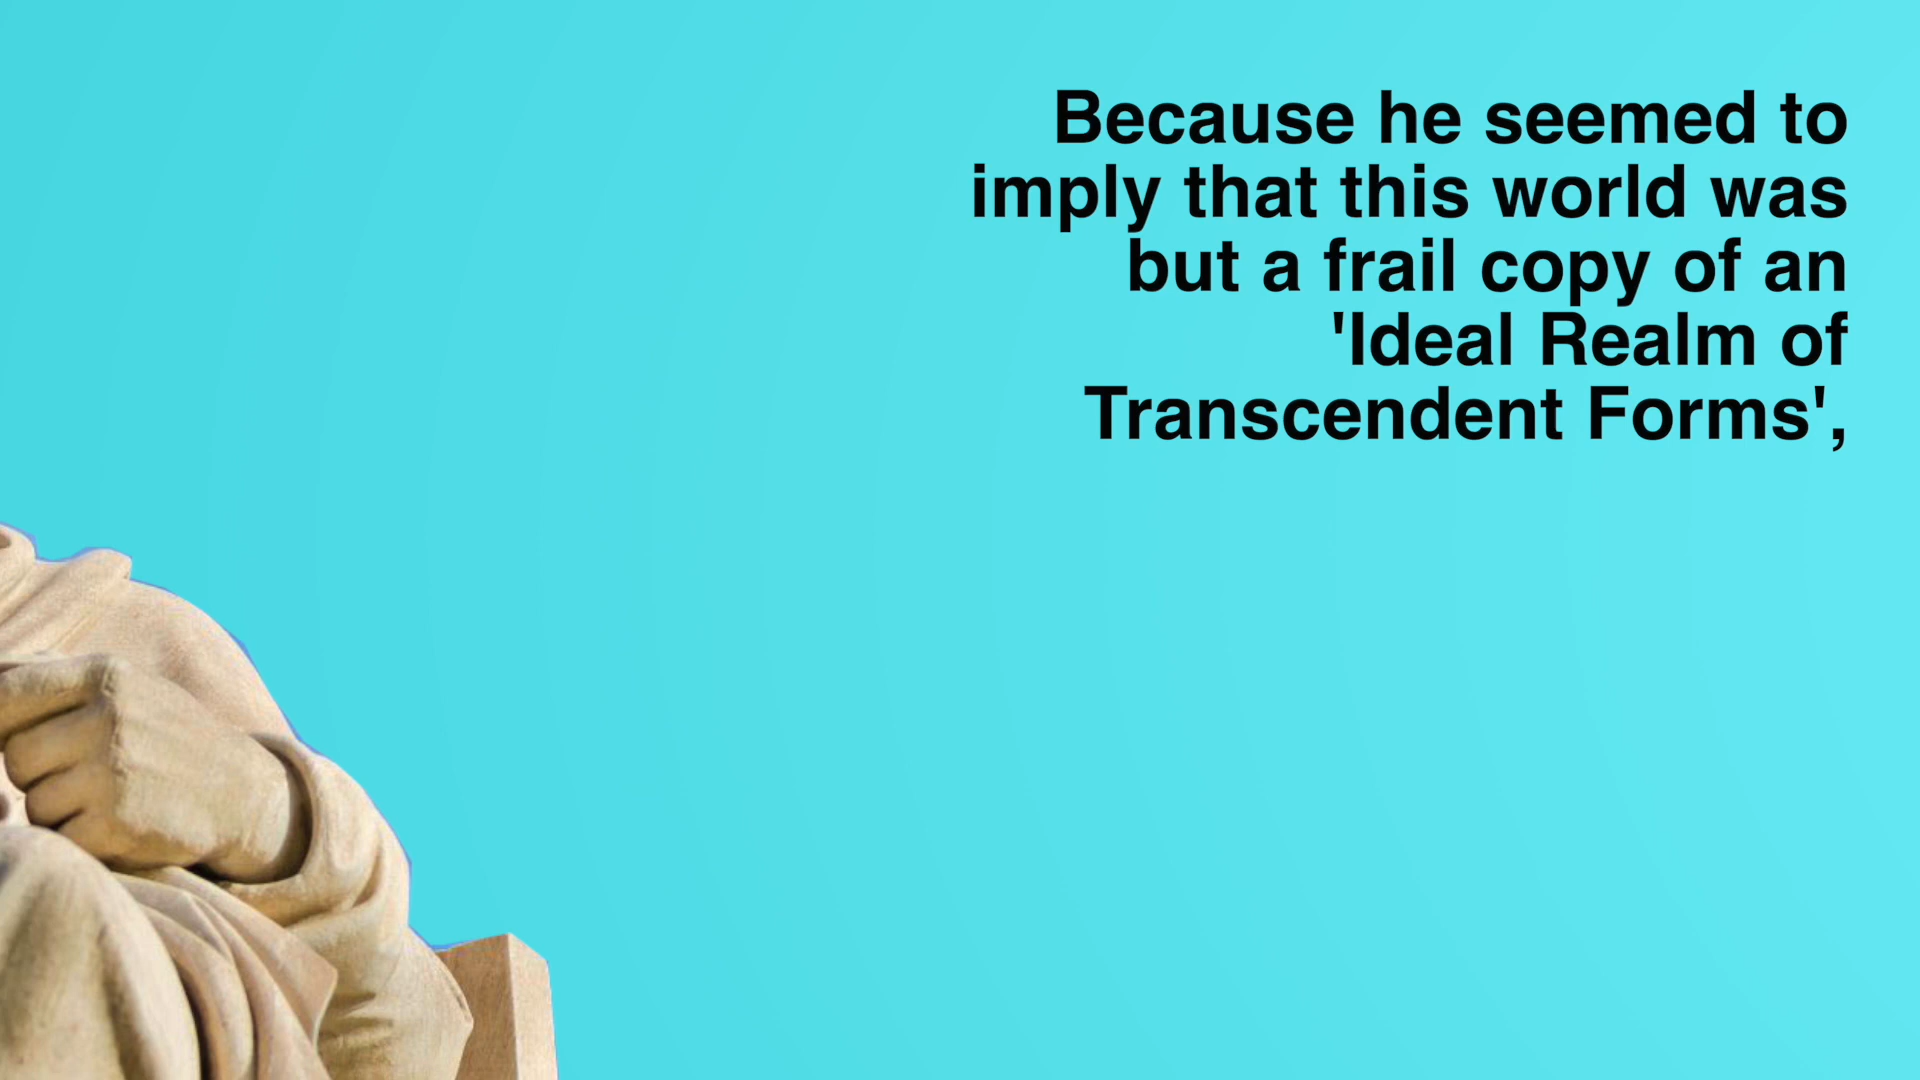 Because he seemed to
imply that this world was
but a frail copy of an
'Ideal Realm of
Transcendent Forms',